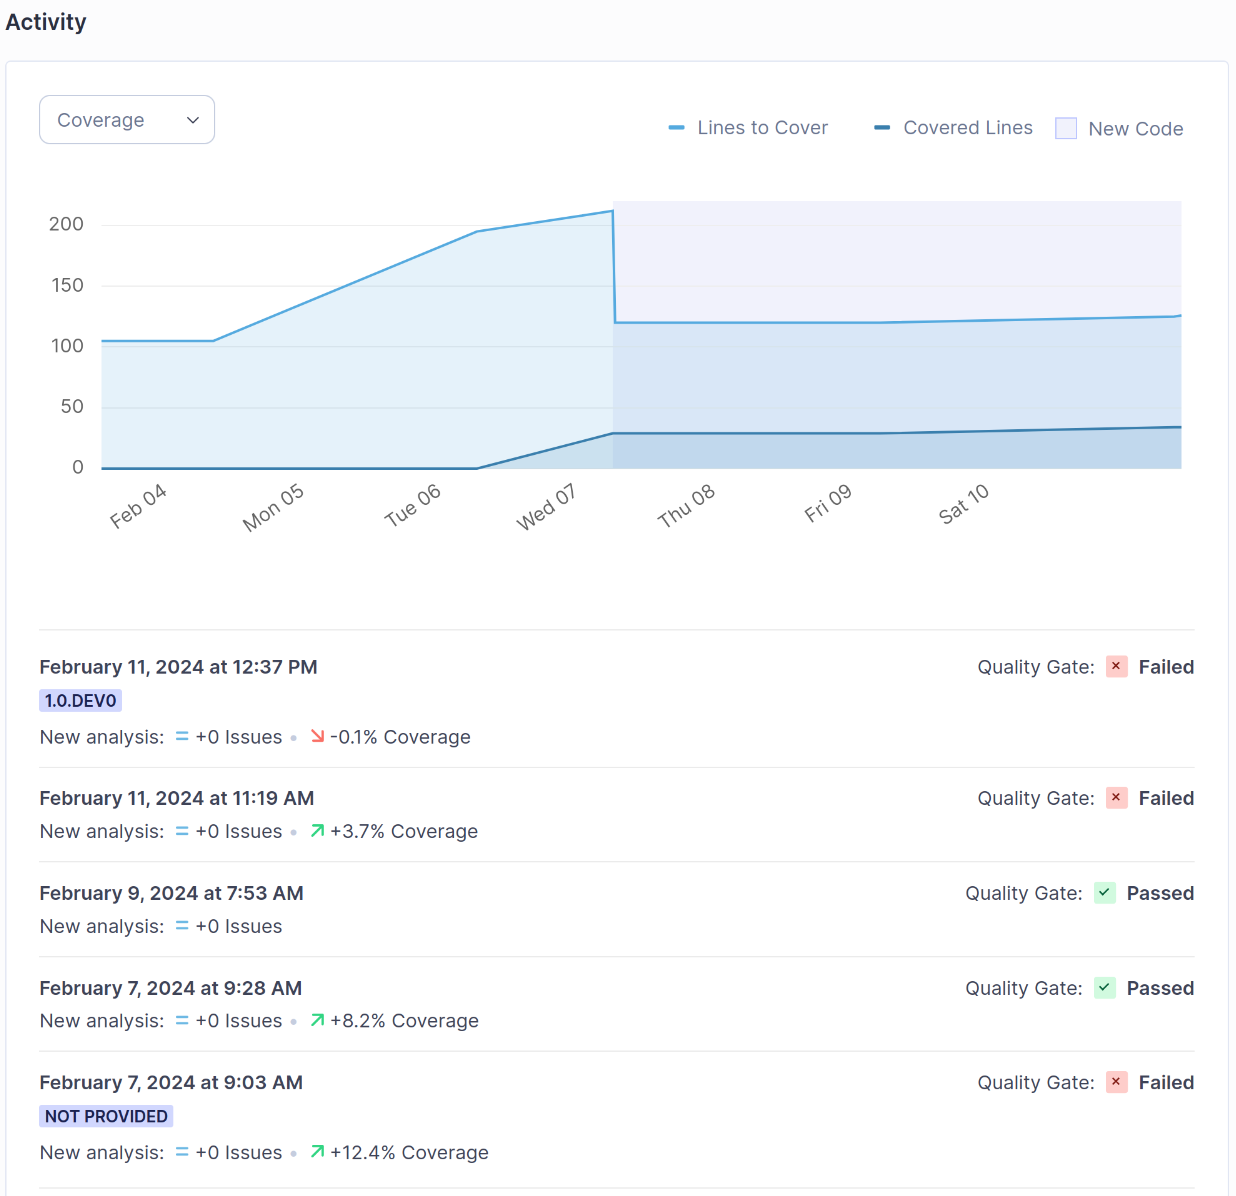 Activity
Coverage
Lines to Cover
Covered Lines
New Code
200
150
100
50
0
Feb 04
Mon 05
Tue 06
Wed 07
Thu 08
Fri 09
Sat 10
February 11, 2024 at 12:37 PM
Quality Gate: Failed
1.0.DEV0
New analysis: = +0 Issues • -0.1% Coverage
February 11, 2024 at 11:19 AM
Quality Gate: Failed
New analysis: = +0 Issues • +3.7% Coverage
February 9, 2024 at 7:53 AM
Quality Gate: Passed
New analysis: = +0 Issues
February 7, 2024 at 9:28 AM
Quality Gate: Passed
New analysis: = +0 Issues • +8.2% Coverage
February 7, 2024 at 9:03 AM
Quality Gate: Failed
NOT PROVIDED
New analysis: = +0 Issues • +12.4% Coverage